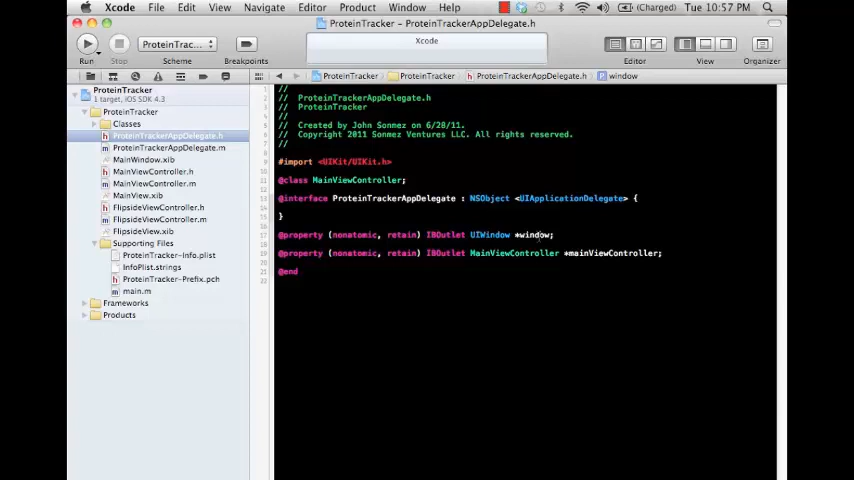 Xcode File Edit View Navigate Editor Product Window Help (Charged) Tue 10:57 PM
ProteinTracker – ProteinTrackerAppDelegate.h
ProteinTrac...
Xcode
Run Stop Scheme Breakpoints Editor View Organizer
ProteinTracker ProteinTracker ProteinTrackerAppDelegate.h window
ProteinTracker
1 target, iOS SDK 4.3
ProteinTracker
Classes
ProteinTrackerAppDelegate.h
ProteinTrackerAppDelegate.m
MainWindow.xib
MainViewController.h
MainViewController.m
MainView.xib
FlipsideViewController.h
FlipsideViewController.m
FlipsideView.xib
Supporting Files
ProteinTracker-Info.plist
InfoPlist.strings
ProteinTracker-Prefix.pch
main.m
Frameworks
Products
//
// ProteinTrackerAppDelegate.h
// ProteinTracker
//
// Created by John Sonmez on 6/28/11.
// Copyright 2011 Sonmez Ventures LLC. All rights reserved.
//
#import <UIKit/UIKit.h>
@class MainViewController;
@interface ProteinTrackerAppDelegate : NSObject <UIApplicationDelegate> {
}
@property (nonatomic, retain) IBOutlet UIWindow *window;
@property (nonatomic, retain) IBOutlet MainViewController *mainViewController;
@end